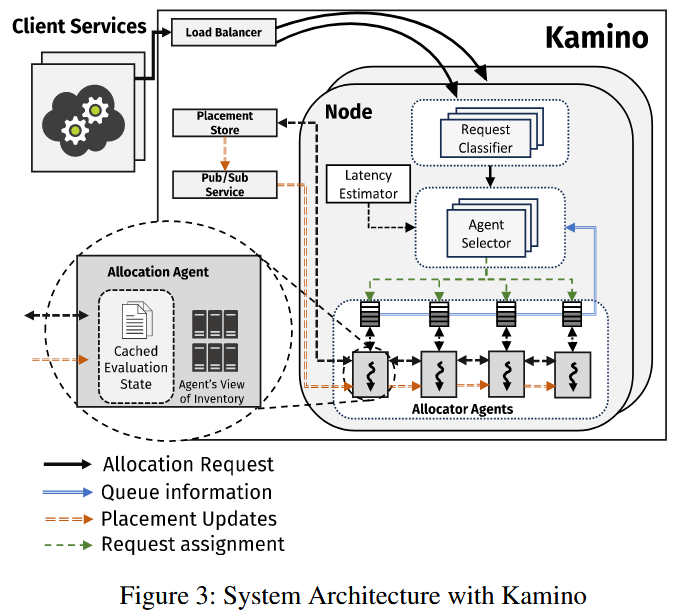 Client Services
Load Balancer
Kamino
Node
Request
Classifier
Placement
Store
Pub/Sub
Service
Latency
Estimator
Agent
Selector
Allocation Agent
Cached
Evaluation
State
Agent's View
of Inventory
Allocator Agents
Allocation Request
Queue information
Placement Updates
Request assignment
Figure 3: System Architecture with Kamino